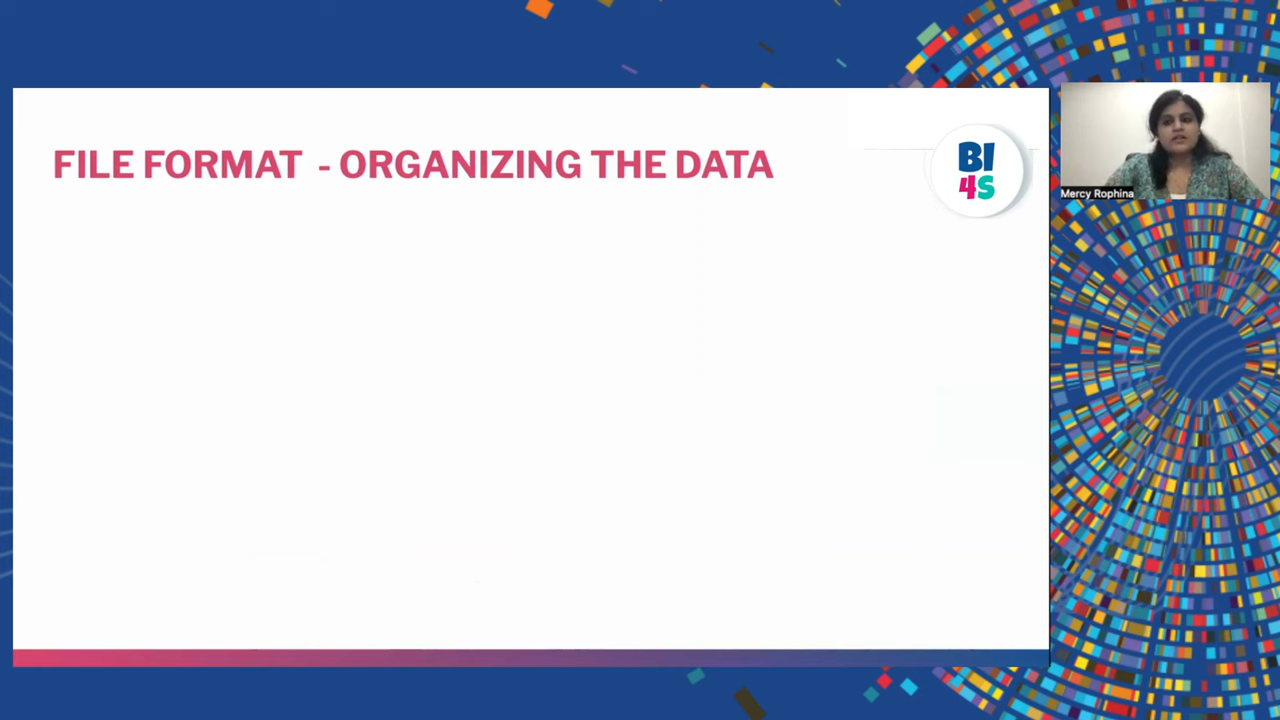 FILE FORMAT - ORGANIZING THE DATA
BI
4S
Mercy Rophina